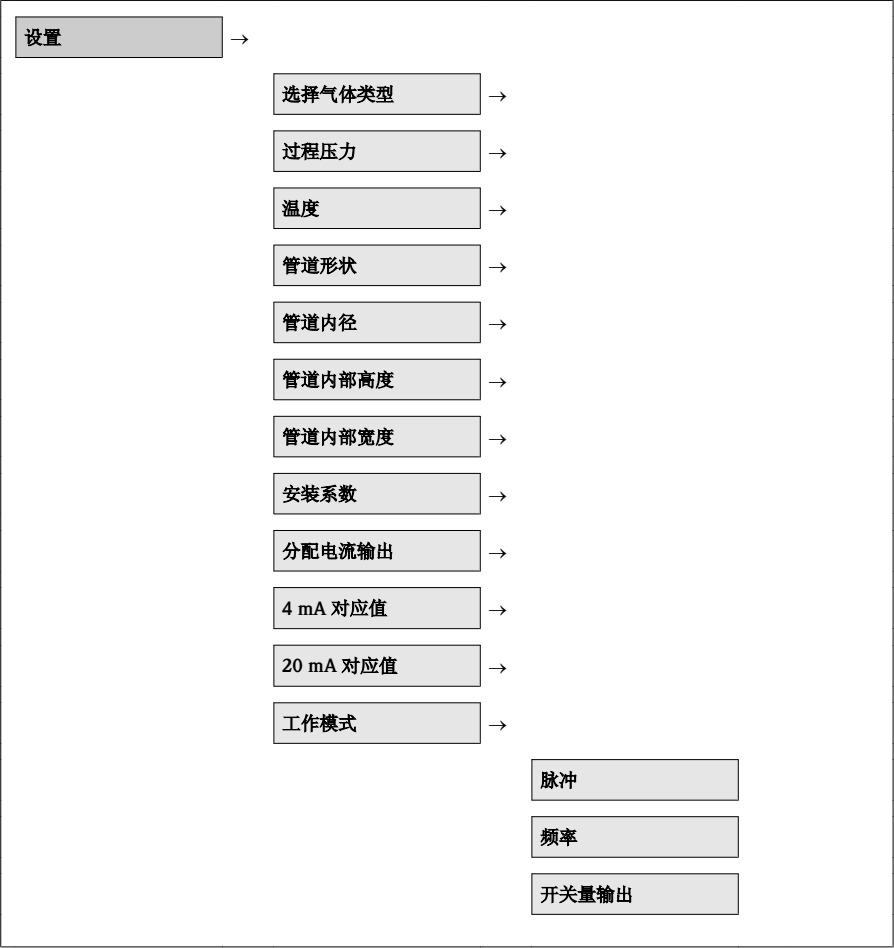 设置 →
选择气体类型 →
过程压力 →
温度 →
管道形状 →
管道内径 →
管道内部高度 →
管道内部宽度 →
安装系数 →
分配电流输出 →
4 mA 对应值 →
20 mA 对应值 →
工作模式 →
脉冲
频率
开关量输出